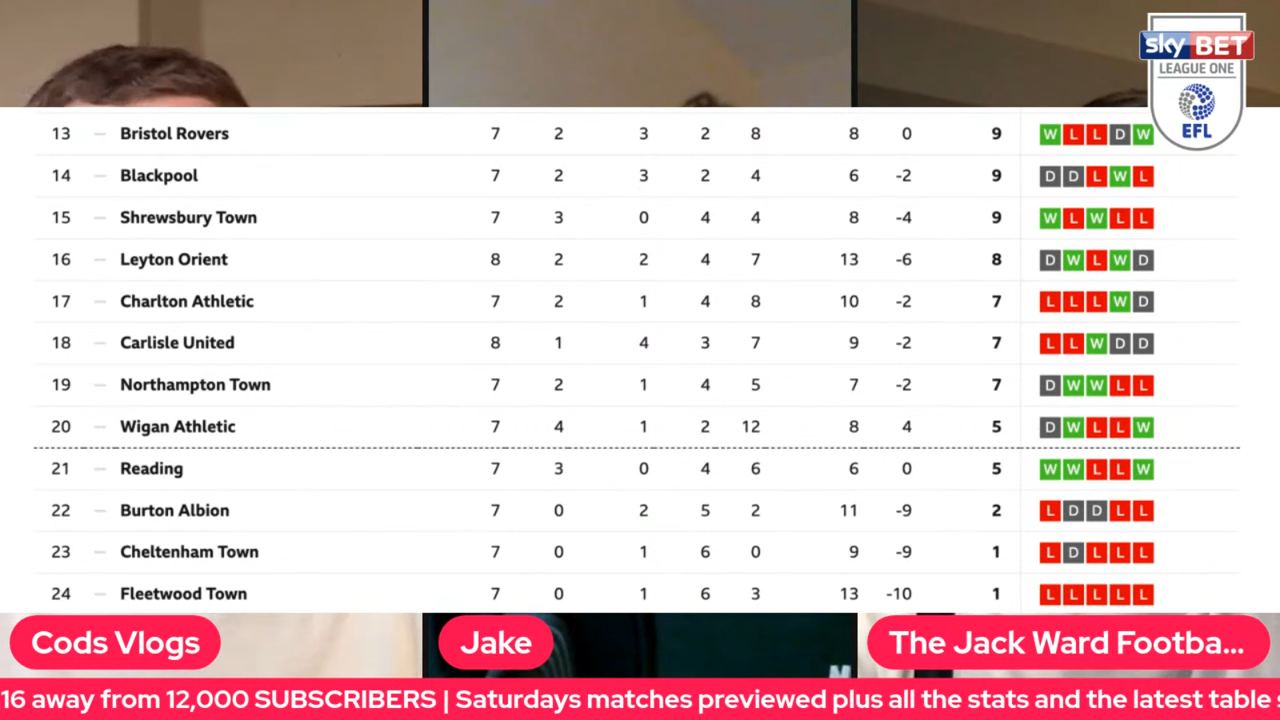 sky BET
LEAGUE ONE
EFL
13 – Bristol Rovers 7 2 3 2 8 8 0 9 W L L D W
14 – Blackpool 7 2 3 2 4 6 -2 9 D D L W L
15 – Shrewsbury Town 7 3 0 4 4 8 -4 9 W L W L L
16 – Leyton Orient 8 2 2 4 7 13 -6 8 D W L W D
17 – Charlton Athletic 7 2 1 4 8 10 -2 7 L L L W D
18 – Carlisle United 8 1 4 3 7 9 -2 7 L L W D D
19 – Northampton Town 7 2 1 4 5 7 -2 7 D W W L L
20 – Wigan Athletic 7 4 1 2 12 8 4 5 D W L L W
21 – Reading 7 3 0 4 6 6 0 5 W W L L W
22 – Burton Albion 7 0 2 5 2 11 -9 2 L D D L L
23 – Cheltenham Town 7 0 1 6 0 9 -9 1 L D L L L
24 – Fleetwood Town 7 0 1 6 3 13 -10 1 L L L L L
Cods Vlogs
Jake
The Jack Ward Footba...
16 away from 12,000 SUBSCRIBERS | Saturdays matches previewed plus all the stats and the latest table